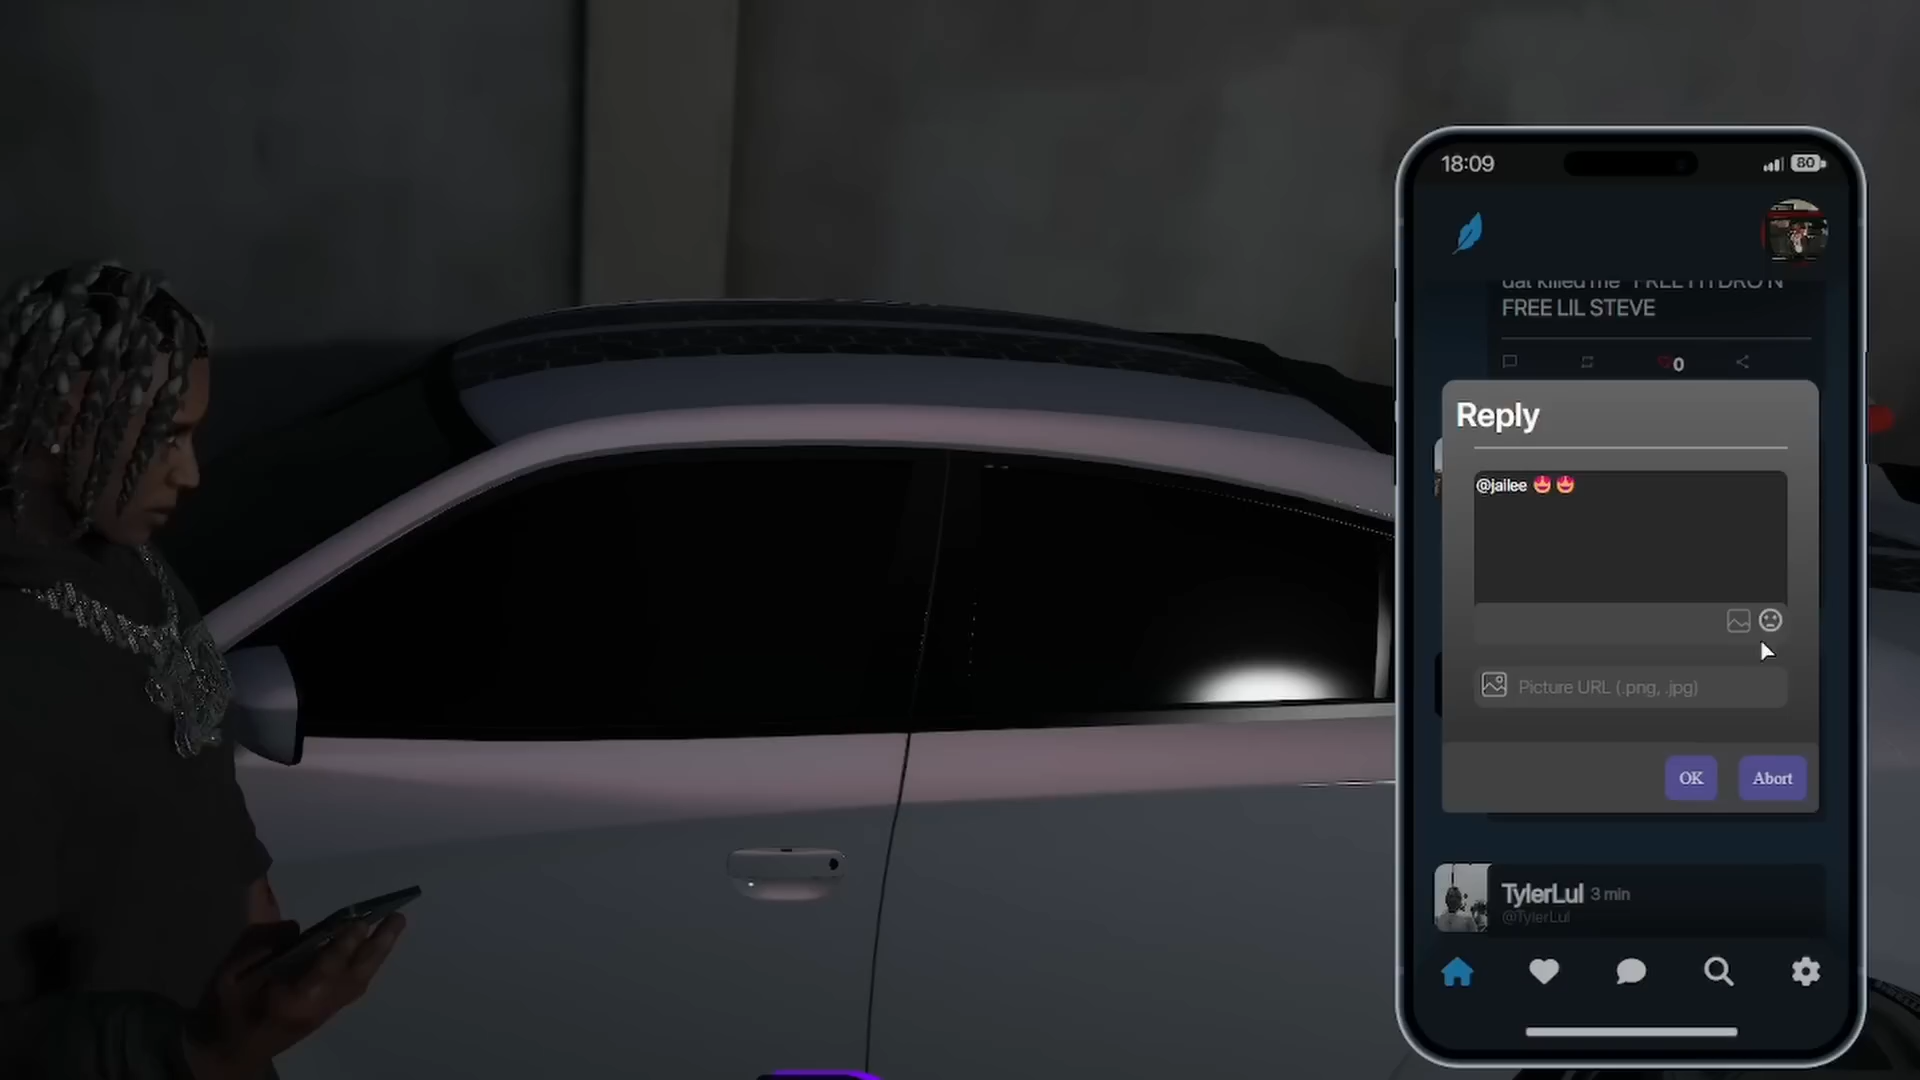 18:09
80
FREE LIL STEVE
0
Reply
@jailee 🤩🤩
Picture URL (.png, .jpg)
OK
Abort
TylerLul 3 min
@TylerLul